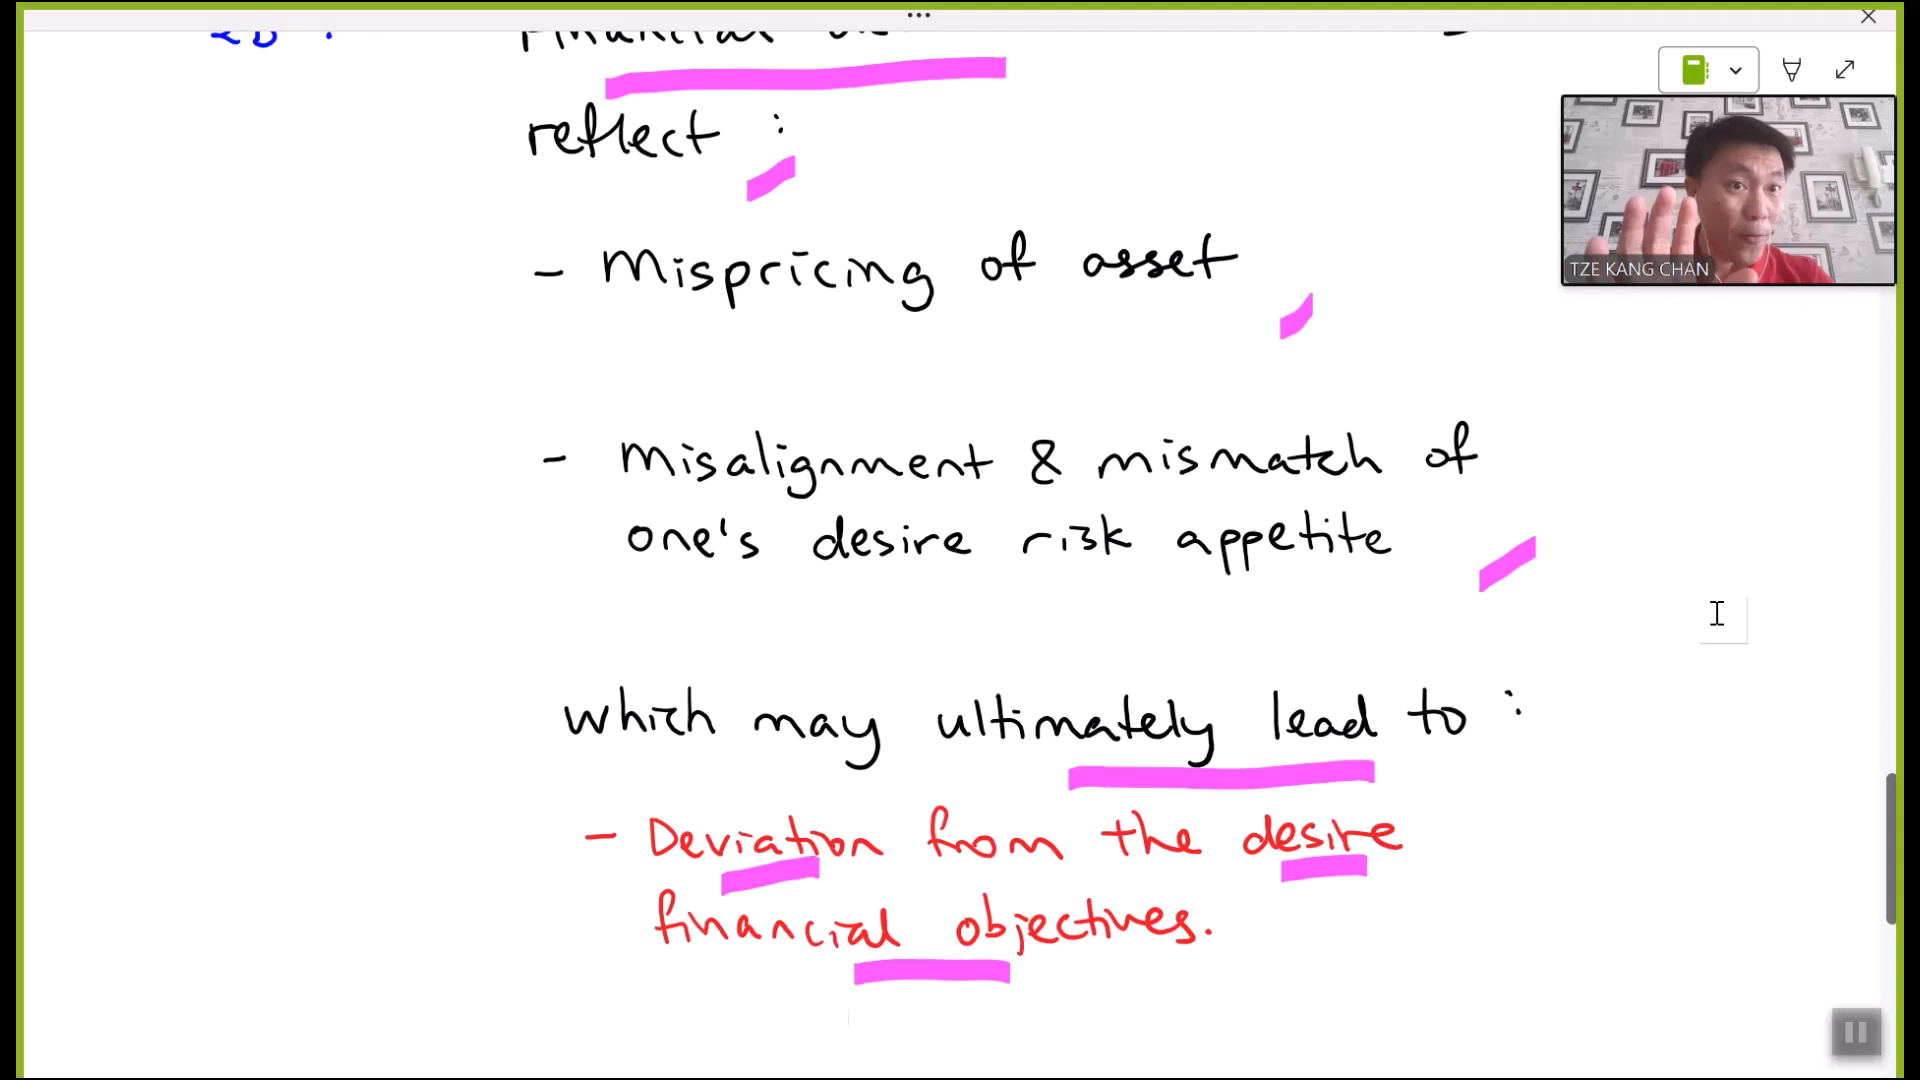 Financial
reflect :
- Mispricing of asset
- Misalignment & mismatch of
one's desire risk appetite
which may ultimately lead to :
- Deviation from the desire
financial objectives.
TZE KANG CHAN